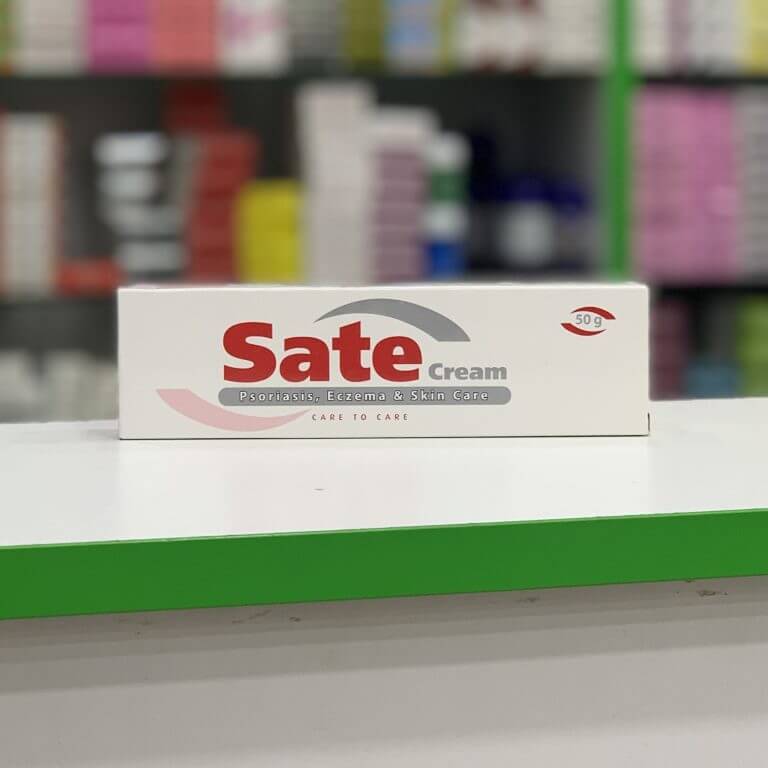 50 g
Sate Cream
Psoriasis, Eczema & Skin Care
CARE TO CARE